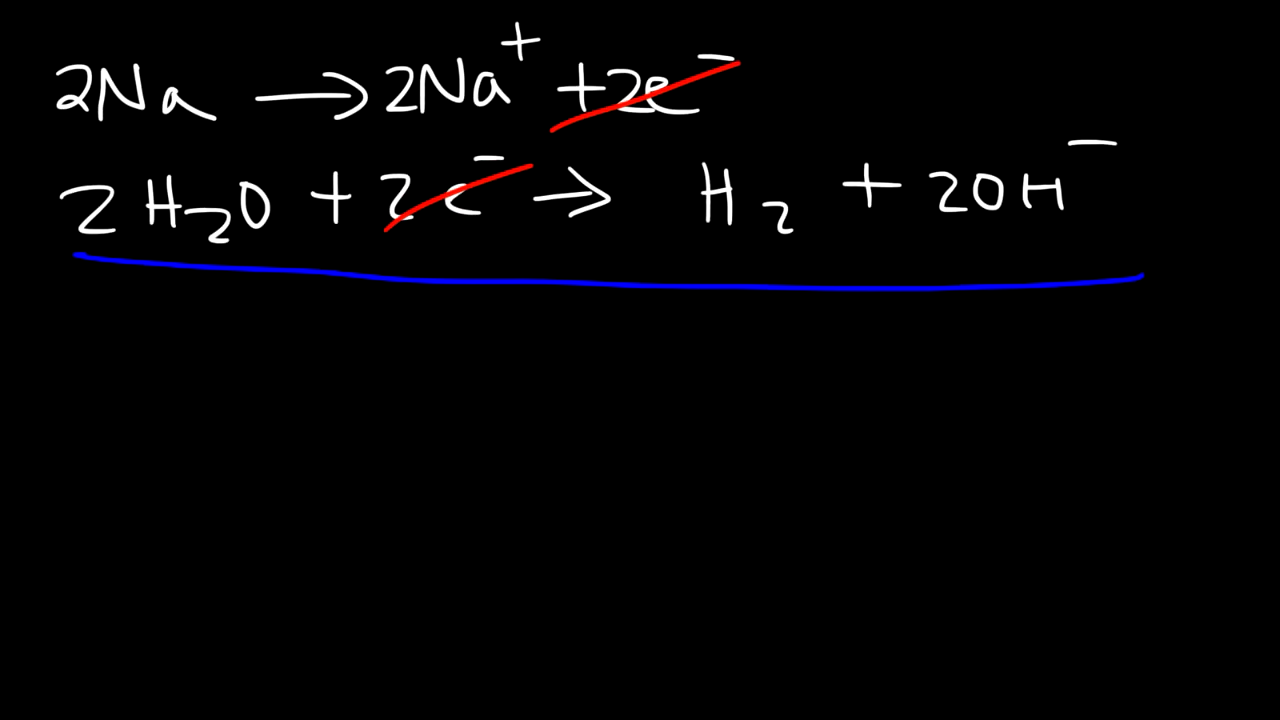 2Na → 2Na⁺ + 2e⁻
2H₂O + 2e⁻ → H₂ + 2OH⁻